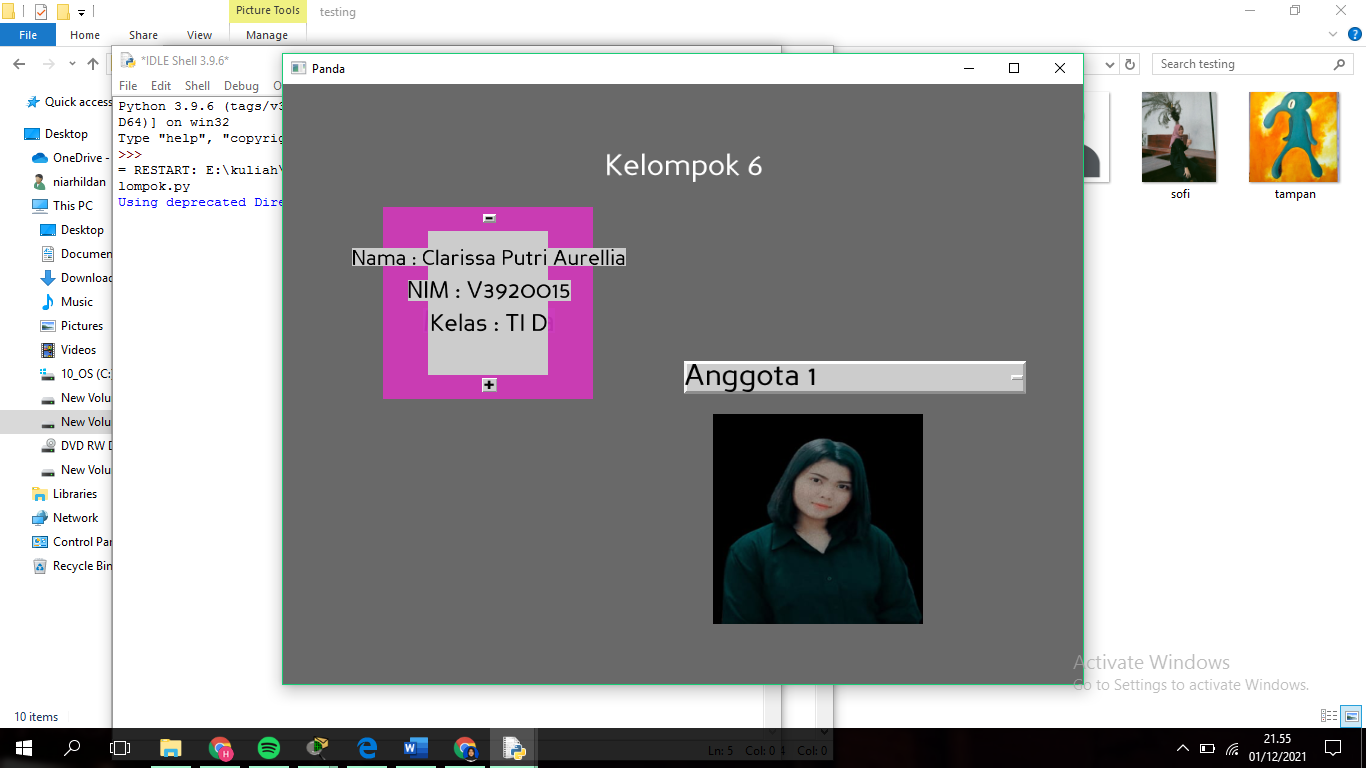 Picture Tools
testing
File
Home
Share
View
Manage
Search testing
Quick access
Desktop
OneDrive -
niarhildan
This PC
Desktop
Documen
Download
Music
Pictures
Videos
10_OS (C:
New Volu
New Volu
DVD RW D
New Volu
Libraries
Network
Control Par
Recycle Bin
10 items
sofi
tampan
*IDLE Shell 3.9.6*
File
Edit
Shell
Debug
O
Python 3.9.6 (tags/v3
D64)] on win32
Type "help", "copyrig
>>>
= RESTART: E:\kuliah\
lompok.py
Using deprecated Dire
Ln: 5 Col: 0
Col: 0
Panda
Kelompok 6
-
Nama : Clarissa Putri Aurellia
NIM : V3920015
Kelas : TI D
+
Anggota 1
Activate Windows
Go to Settings to activate Windows.
21.55
01/12/2021